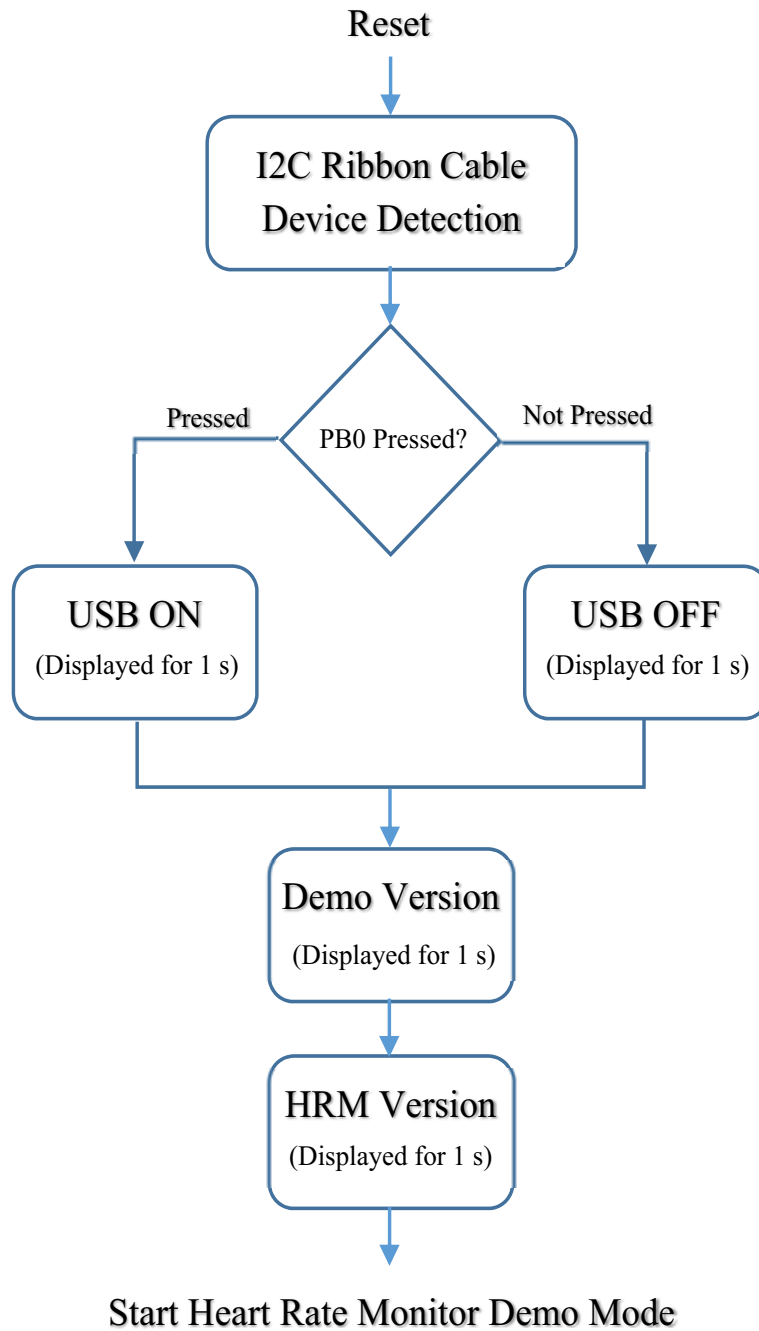 Reset
I2C Ribbon Cable
Device Detection
Pressed
Not Pressed
PB0 Pressed?
USB ON
(Displayed for 1 s)
USB OFF
(Displayed for 1 s)
Demo Version
(Displayed for 1 s)
HRM Version
(Displayed for 1 s)
Start Heart Rate Monitor Demo Mode